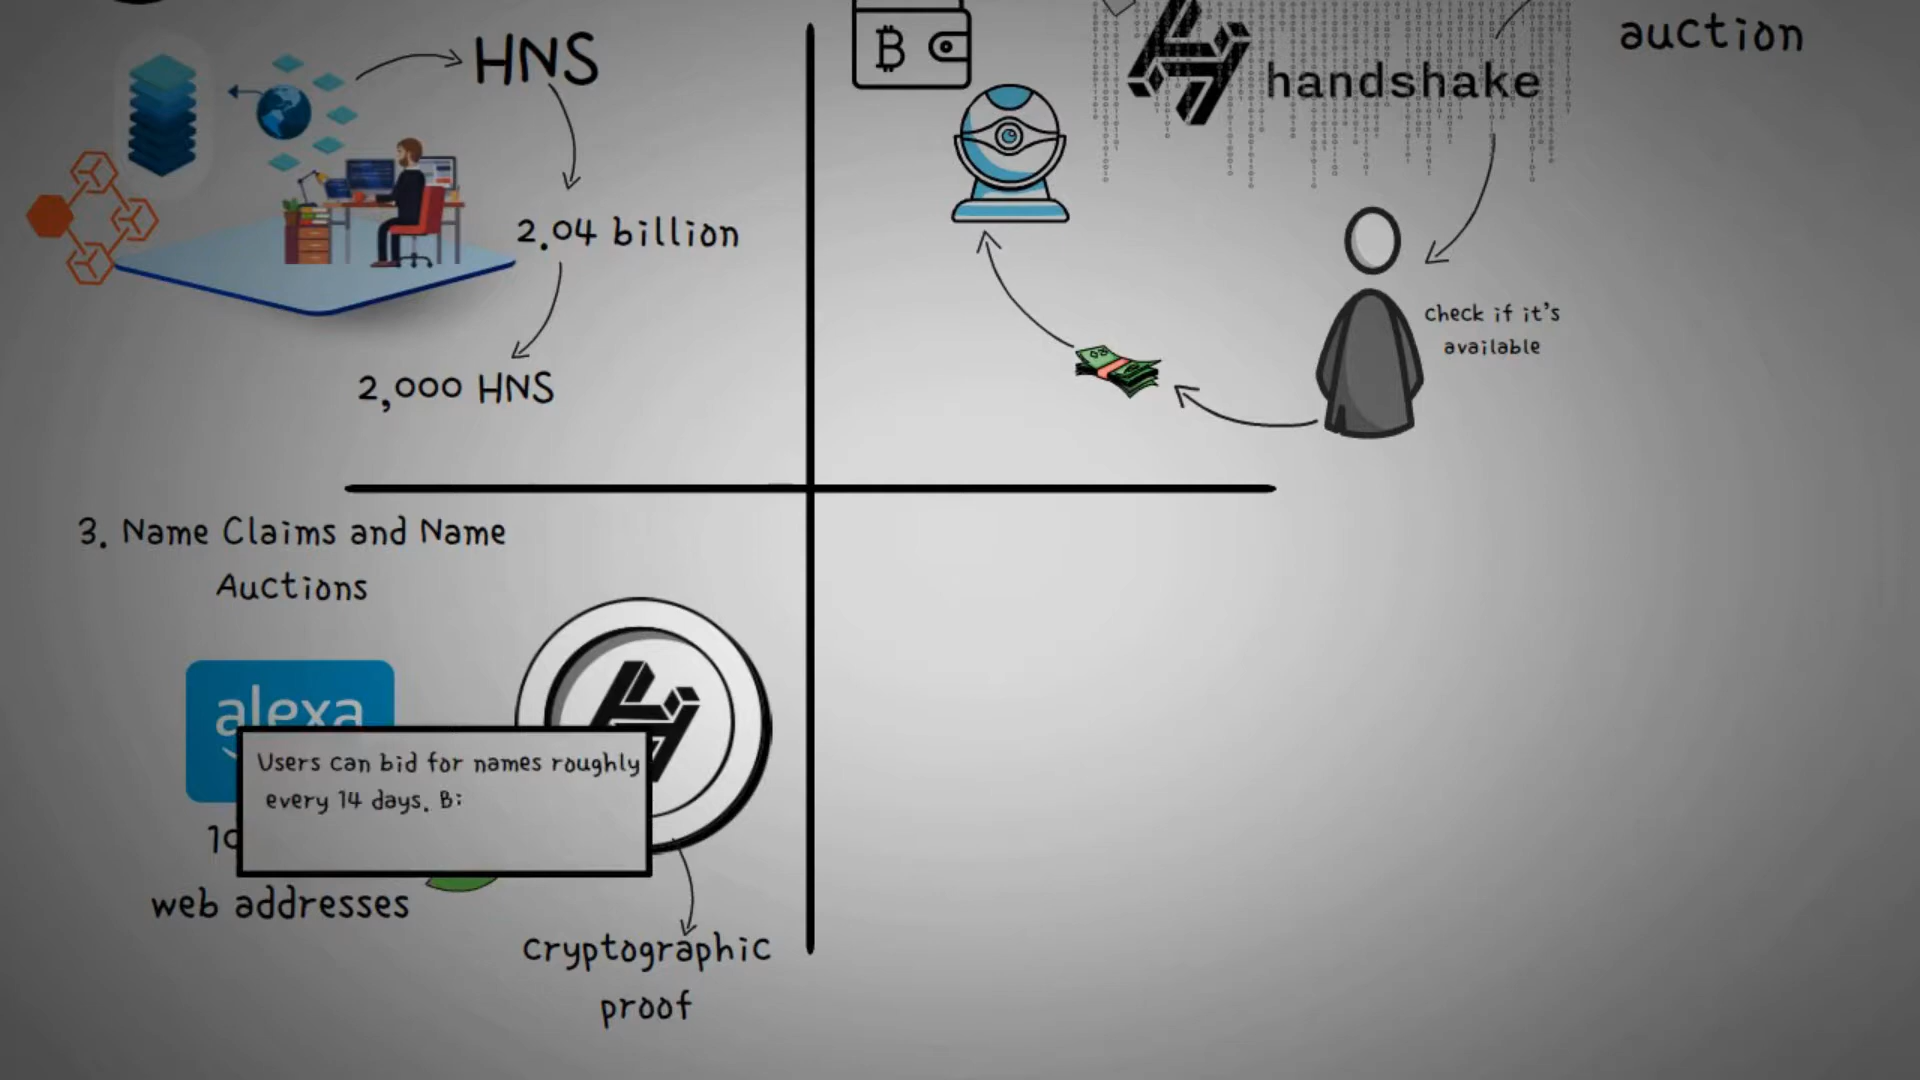 HNS
2.04 billion
2,000 HNS
handshake
auction
check if it's
available
3. Name Claims and Name
Auctions
alexa
Users can bid for names roughly
every 14 days. B:
web addresses
cryptographic
proof